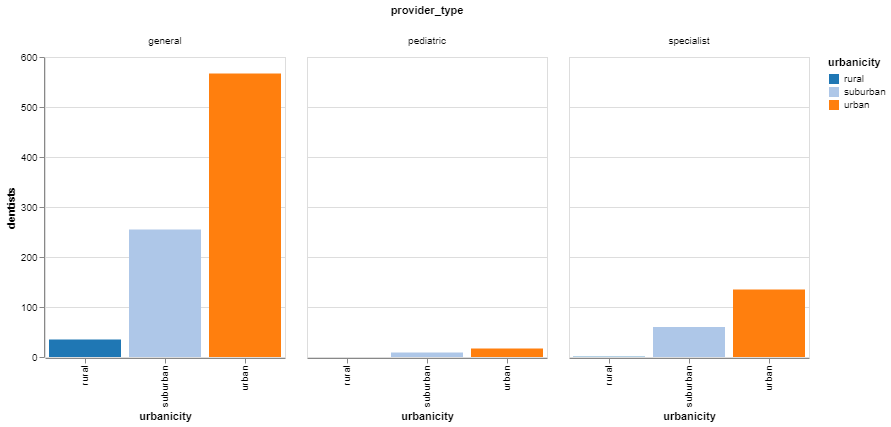 provider_type
general
pediatric
specialist
urbanicity
rural
suburban
urban
dentists
600
500
400
300
200
100
0
rural
suburban
urban
rural
suburban
urban
rural
suburban
urban
urbanicity
urbanicity
urbanicity